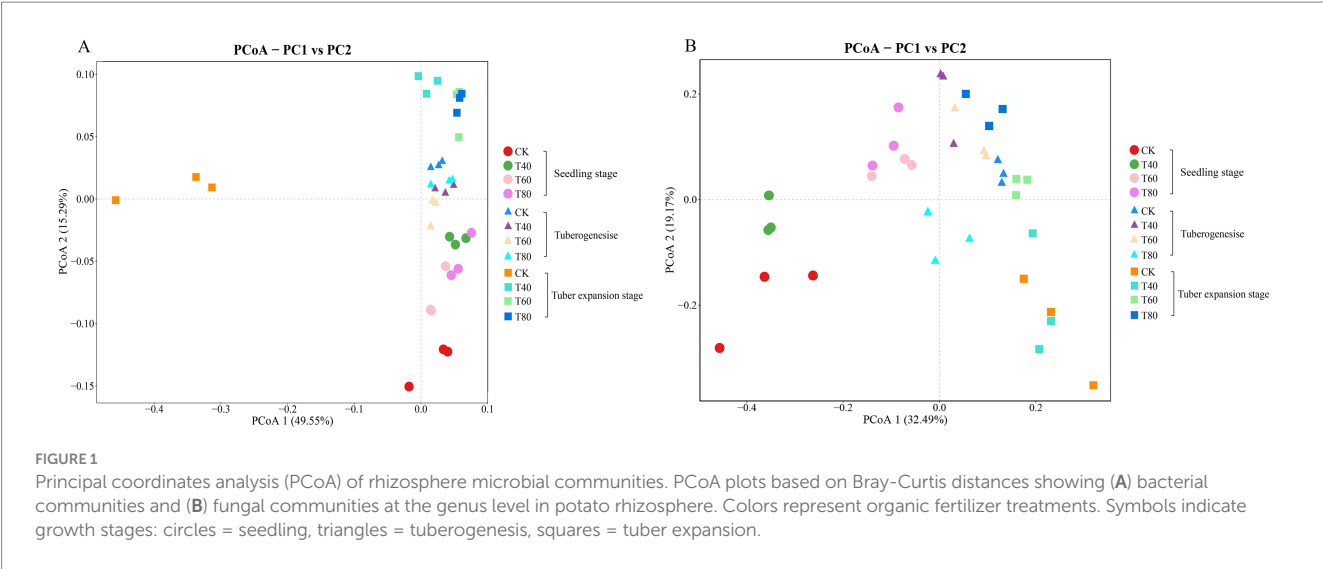 A
PCoA − PC1 vs PC2
0.10
0.05
0.00
−0.05
−0.10
−0.15
PCoA 2 (15.29%)
−0.4
−0.3
−0.2
−0.1
0.0
0.1
PCoA 1 (49.55%)
CK
T40
T60
T80
Seedling stage
CK
T40
T60
T80
Tuberogenesise
CK
T40
T60
T80
Tuber expansion stage
B
PCoA − PC1 vs PC2
0.2
0.0
−0.2
PCoA 2 (19.17%)
−0.4
−0.2
0.0
0.2
PCoA 1 (32.49%)
CK
T40
T60
T80
Seedling stage
CK
T40
T60
T80
Tuberogenesise
CK
T40
T60
T80
Tuber expansion stage
FIGURE 1
Principal coordinates analysis (PCoA) of rhizosphere microbial communities. PCoA plots based on Bray-Curtis distances showing (A) bacterial
communities and (B) fungal communities at the genus level in potato rhizosphere. Colors represent organic fertilizer treatments. Symbols indicate
growth stages: circles = seedling, triangles = tuberogenesis, squares = tuber expansion.